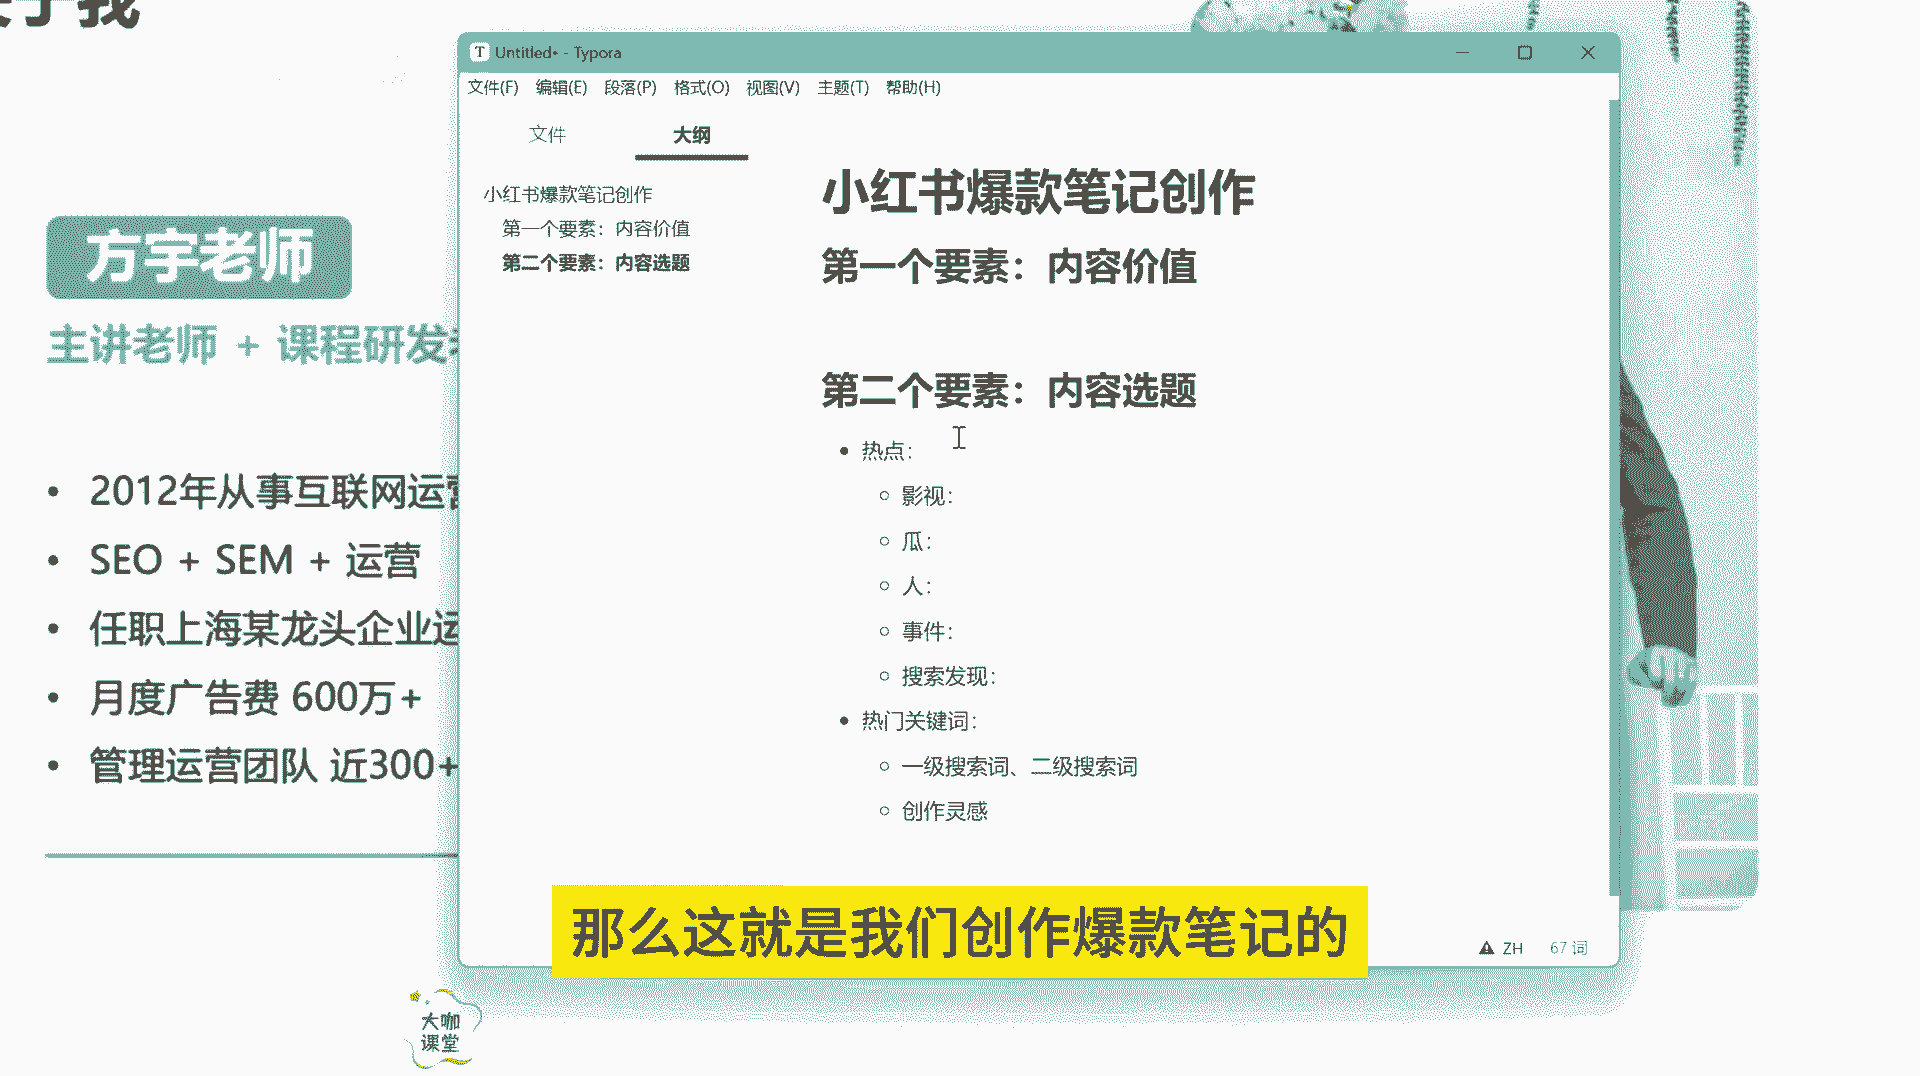 于我
方宇老师
主讲老师 + 课程研发
• 2012年从事互联网运营
• SEO + SEM + 运营
• 任职上海某龙头企业运
• 月度广告费 600万+
• 管理运营团队 近300+
Untitled• - Typora
文件(F) 编辑(E) 段落(P) 格式(O) 视图(V) 主题(T) 帮助(H)
文件 大纲
小红书爆款笔记创作
第一个要素：内容价值
第二个要素：内容选题
小红书爆款笔记创作
第一个要素：内容价值
第二个要素：内容选题
• 热点：
○ 影视：
○ 瓜：
○ 人：
○ 事件：
○ 搜索发现：
• 热门关键词：
○ 一级搜索词、二级搜索词
○ 创作灵感
ZH 67 词
那么这就是我们创作爆款笔记的
大咖
课堂